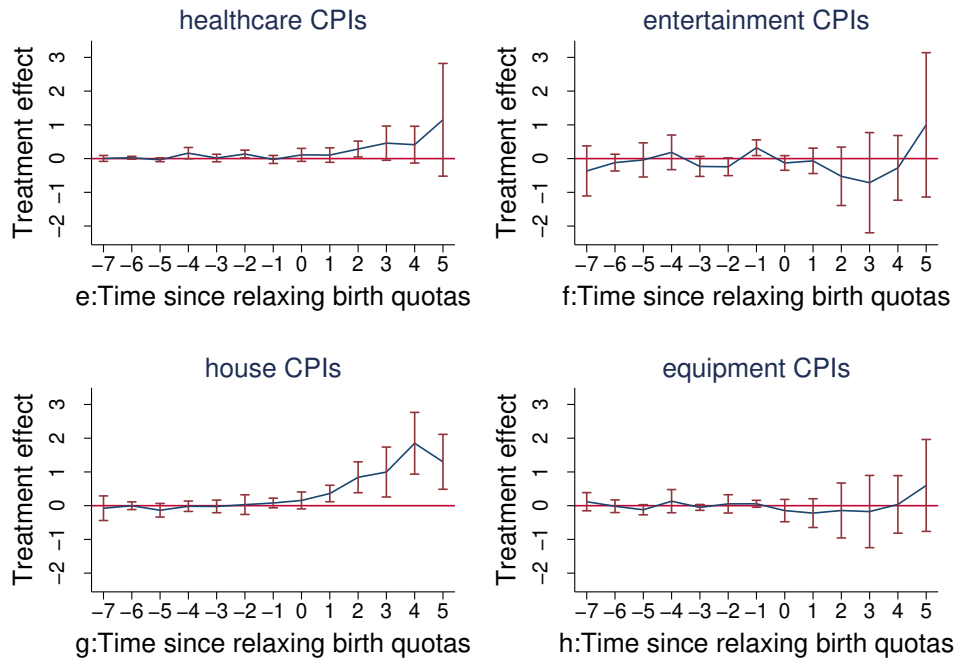 healthcare CPIs
Treatment effect
3
2
1
0
−1
−2
−7 −6 −5 −4 −3 −2 −1 0 1 2 3 4 5
e:Time since relaxing birth quotas
entertainment CPIs
Treatment effect
3
2
1
0
−1
−2
−7 −6 −5 −4 −3 −2 −1 0 1 2 3 4 5
f:Time since relaxing birth quotas
house CPIs
Treatment effect
3
2
1
0
−1
−2
−7 −6 −5 −4 −3 −2 −1 0 1 2 3 4 5
g:Time since relaxing birth quotas
equipment CPIs
Treatment effect
3
2
1
0
−1
−2
−7 −6 −5 −4 −3 −2 −1 0 1 2 3 4 5
h:Time since relaxing birth quotas